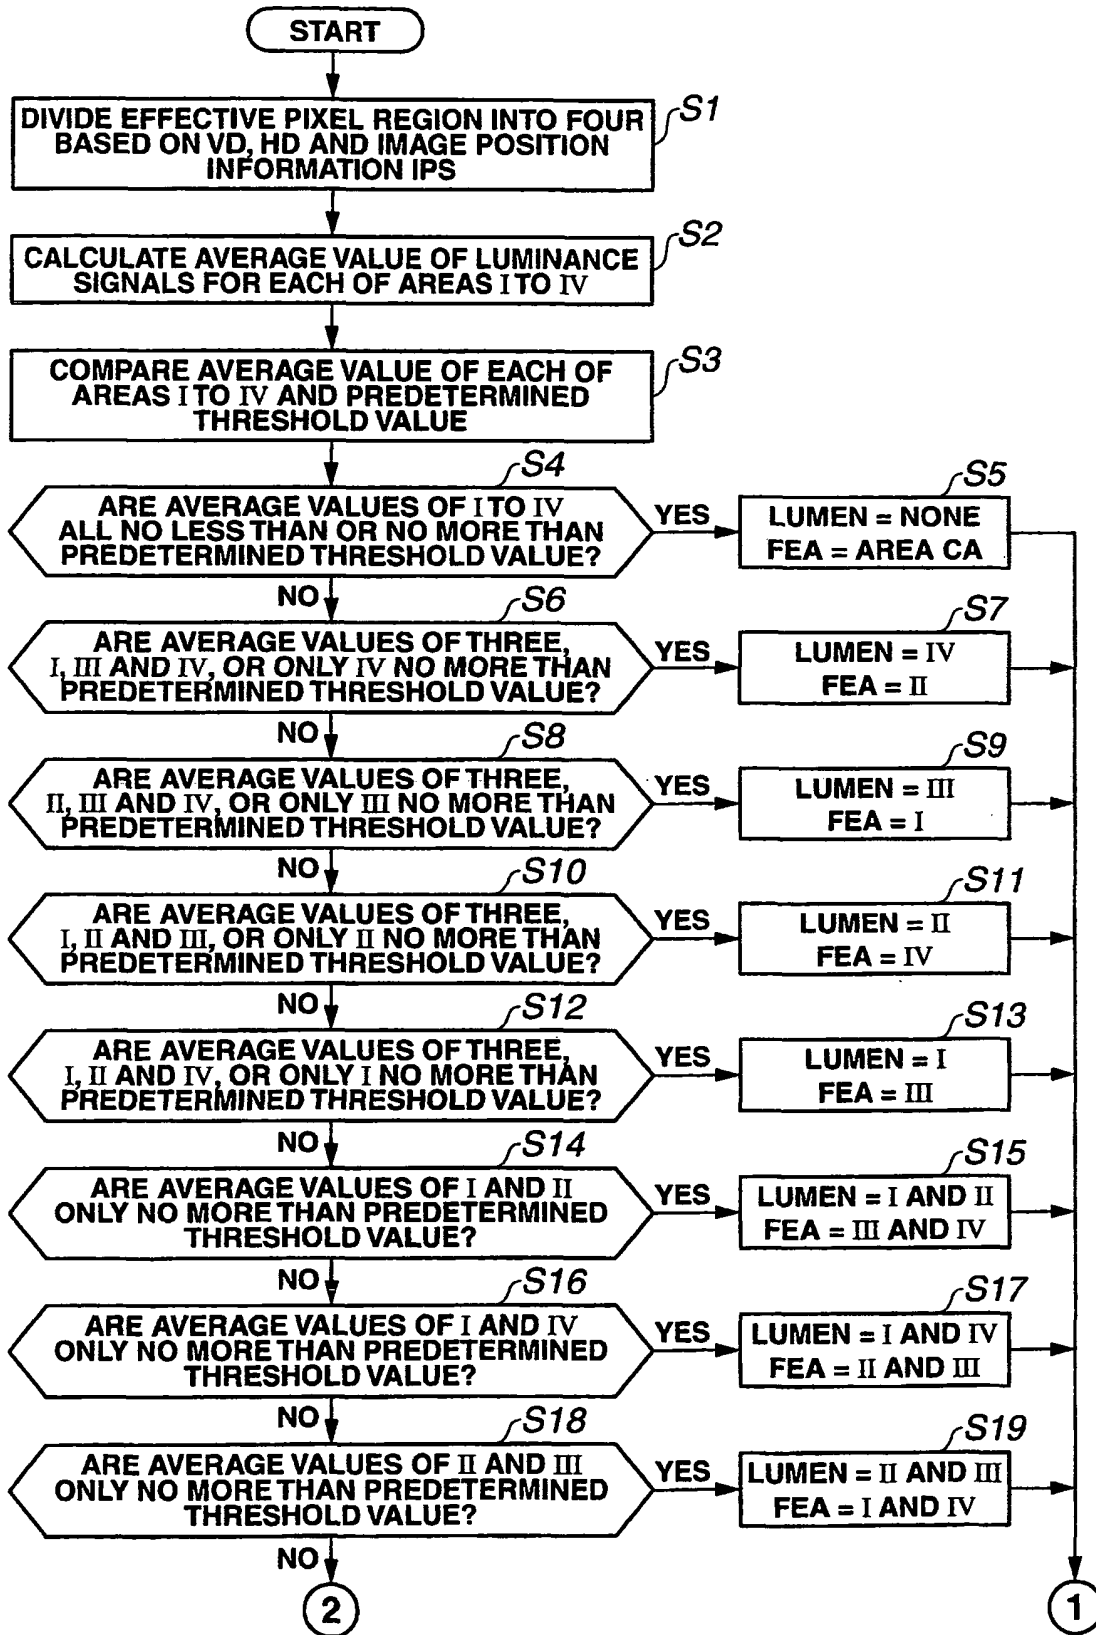 START
S1
DIVIDE EFFECTIVE PIXEL REGION INTO FOUR
BASED ON VD, HD AND IMAGE POSITION
INFORMATION IPS
S2
CALCULATE AVERAGE VALUE OF LUMINANCE
SIGNALS FOR EACH OF AREAS I TO IV
S3
COMPARE AVERAGE VALUE OF EACH OF
AREAS I TO IV AND PREDETERMINED
THRESHOLD VALUE
S4
ARE AVERAGE VALUES OF I TO IV
ALL NO LESS THAN OR NO MORE THAN
PREDETERMINED THRESHOLD VALUE?
YES
S5
LUMEN = NONE
FEA = AREA CA
NO
S6
ARE AVERAGE VALUES OF THREE,
I, III AND IV, OR ONLY IV NO MORE THAN
PREDETERMINED THRESHOLD VALUE?
YES
S7
LUMEN = IV
FEA = II
NO
S8
ARE AVERAGE VALUES OF THREE,
II, III AND IV, OR ONLY III NO MORE THAN
PREDETERMINED THRESHOLD VALUE?
YES
S9
LUMEN = III
FEA = I
NO
S10
ARE AVERAGE VALUES OF THREE,
I, II AND III, OR ONLY II NO MORE THAN
PREDETERMINED THRESHOLD VALUE?
YES
S11
LUMEN = II
FEA = IV
NO
S12
ARE AVERAGE VALUES OF THREE,
I, II AND IV, OR ONLY I NO MORE THAN
PREDETERMINED THRESHOLD VALUE?
YES
S13
LUMEN = I
FEA = III
NO
S14
ARE AVERAGE VALUES OF I AND II
ONLY NO MORE THAN PREDETERMINED
THRESHOLD VALUE?
YES
S15
LUMEN = I AND II
FEA = III AND IV
NO
S16
ARE AVERAGE VALUES OF I AND IV
ONLY NO MORE THAN PREDETERMINED
THRESHOLD VALUE?
YES
S17
LUMEN = I AND IV
FEA = II AND III
NO
S18
ARE AVERAGE VALUES OF II AND III
ONLY NO MORE THAN PREDETERMINED
THRESHOLD VALUE?
YES
S19
LUMEN = II AND III
FEA = I AND IV
NO
2
1